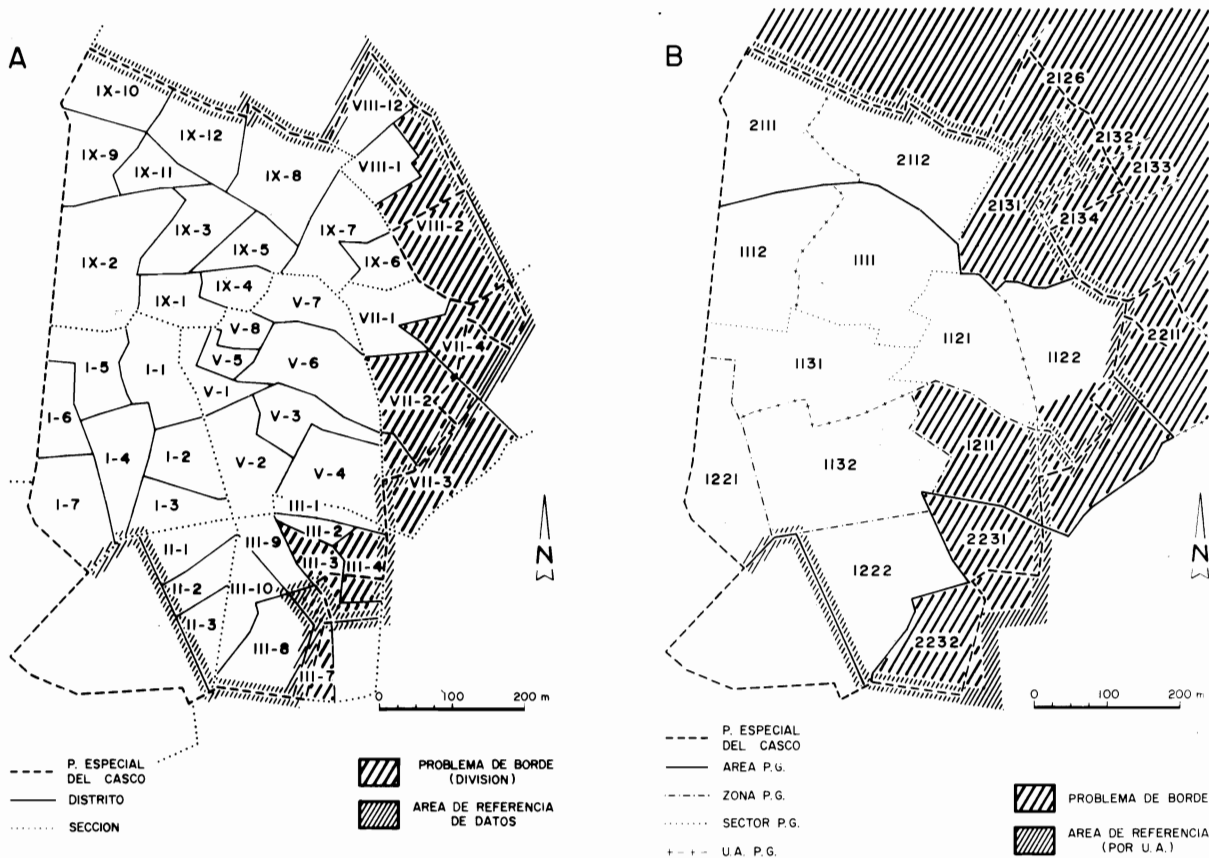 A
IX-10
IX-12
VIII-12
IX-9
IX-11
IX-8
VIII-1
IX-3
IX-7
VIII-2
IX-2
IX-5
IX-6
IX-4
IX-1
V-7
VII-1
V-8
VII-4
I-5
I-1
V-5
V-6
V-1
VII-2
I-6
V-3
I-4
I-2
V-2
V-4
VII-3
I-7
I-3
III-1
III-2
II-1
III-9
III-3
III-4
II-2
III-10
II-3
III-8
III-7
N
0 100 200 m
P. ESPECIAL
DEL CASCO
DISTRITO
SECCION
PROBLEMA DE BORDE
(DIVISION)
AREA DE REFERENCIA
DE DATOS
B
2126
2111
2132
2112
2133
2131
2134
1112
1111
2211
1121
1122
1131
1211
1132
1221
2231
1222
2232
N
0 100 200 m
P. ESPECIAL
DEL CASCO
AREA P.G.
ZONA P.G.
SECTOR P.G.
U.A. P.G.
PROBLEMA DE BORDE
AREA DE REFERENCIA
(POR U.A.)